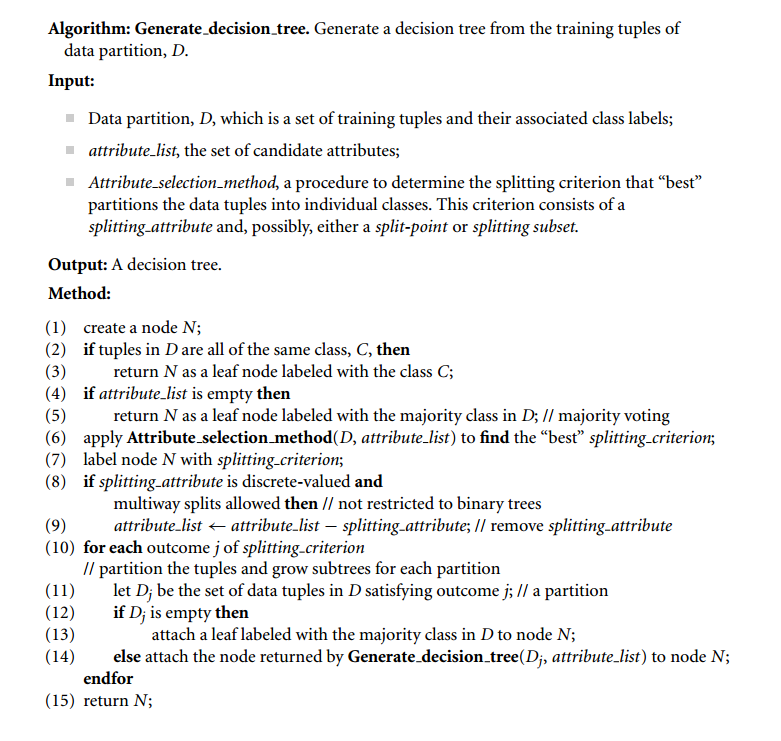 Algorithm: Generate_decision_tree. Generate a decision tree from the training tuples of
data partition, D.
Input:
Data partition, D, which is a set of training tuples and their associated class labels;
attribute_list, the set of candidate attributes;
Attribute_selection_method, a procedure to determine the splitting criterion that “best”
partitions the data tuples into individual classes. This criterion consists of a
splitting_attribute and, possibly, either a split-point or splitting subset.
Output: A decision tree.
Method:
(1) create a node N;
(2) if tuples in D are all of the same class, C, then
(3) return N as a leaf node labeled with the class C;
(4) if attribute_list is empty then
(5) return N as a leaf node labeled with the majority class in D; // majority voting
(6) apply Attribute_selection_method(D, attribute_list) to find the “best” splitting_criterion;
(7) label node N with splitting_criterion;
(8) if splitting_attribute is discrete-valued and
multiway splits allowed then // not restricted to binary trees
(9) attribute_list ← attribute_list − splitting_attribute; // remove splitting_attribute
(10) for each outcome j of splitting_criterion
// partition the tuples and grow subtrees for each partition
(11) let Dj be the set of data tuples in D satisfying outcome j; // a partition
(12) if Dj is empty then
(13) attach a leaf labeled with the majority class in D to node N;
(14) else attach the node returned by Generate_decision_tree(Dj, attribute_list) to node N;
endfor
(15) return N;